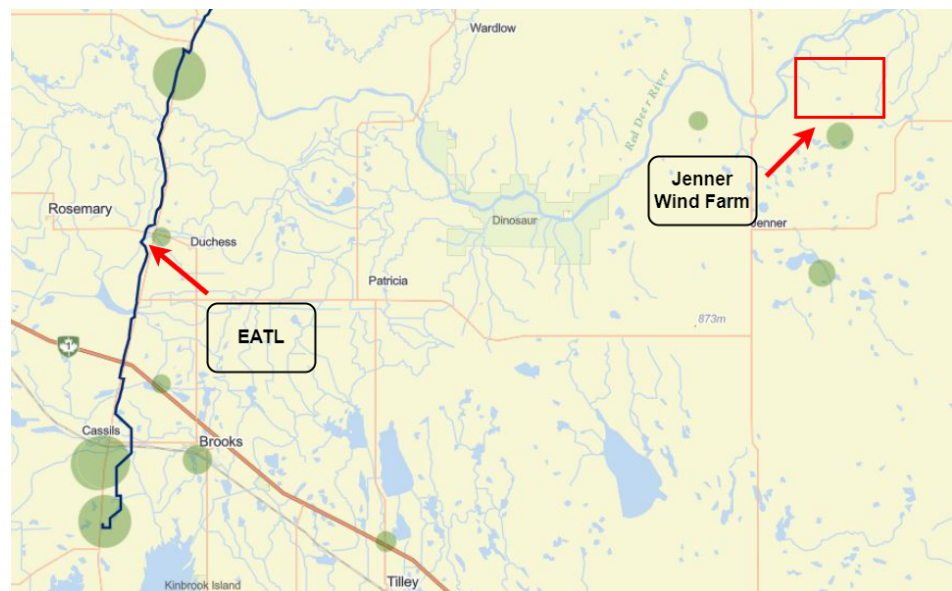 Wardlow
Red Deer River
Jenner
Wind Farm
Rosemary
Dinosaur
Jenner
Duchess
Patricia
873m
EATL
1
Cassils
Brooks
Tilley
Kinbrook Island